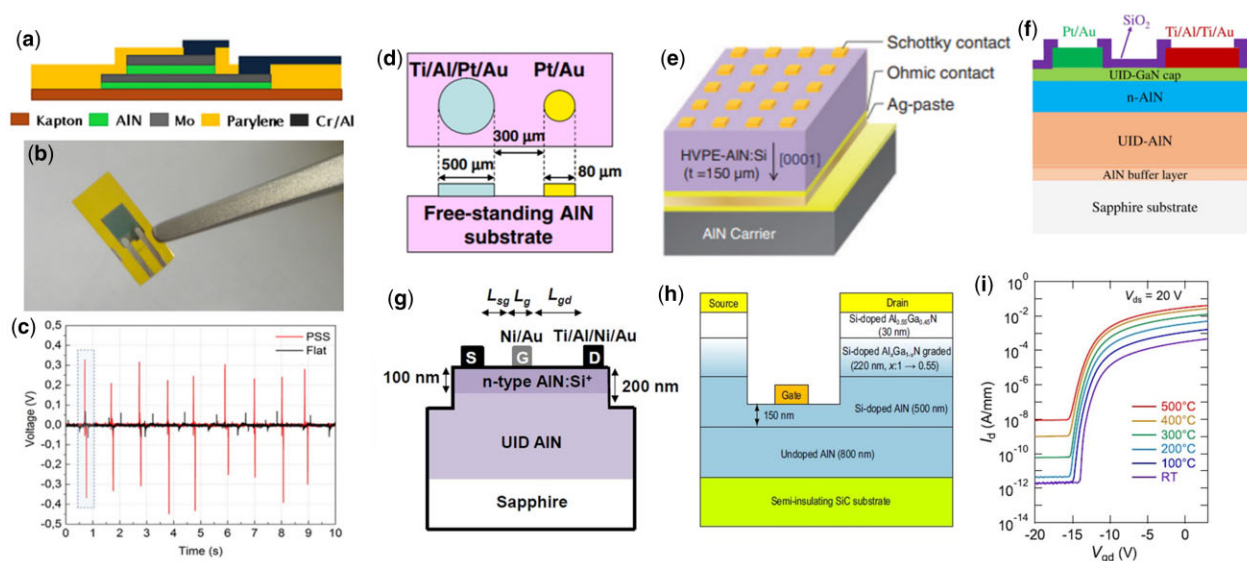 (a)
Kapton AlN Mo Parylene Cr/Al
(b)
(c)
PSS
Flat
Voltage (V)
0,5
0,4
0,3
0,2
0,1
0,0
0,1
0,2
0,3
0,4
0,5
0 1 2 3 4 5 6 7 8 9 10
Time (s)
(d)
Ti/Al/Pt/Au Pt/Au
300 μm
500 μm
80 μm
Free-standing AlN
substrate
(e)
Schottky contact
Ohmic contact
Ag-paste
HVPE-AlN:Si
(t =150 μm)
[0001]
AlN Carrier
(f)
SiO2
Pt/Au Ti/Al/Ti/Au
UID-GaN cap
n-AlN
UID-AlN
AlN buffer layer
Sapphire substrate
(g)
Lsg Lg Lgd
Ni/Au Ti/Al/Ni/Au
S G D
100 nm
n-type AlN:Si+
200 nm
UID AlN
Sapphire
(h)
Source Drain
Si-doped Al0.55Ga0.45N
(30 nm)
Si-doped AlxGa1-xN graded
(220 nm, x:1 → 0.55)
Gate
Si-doped AlN (500 nm)
150 nm
Undoped AlN (800 nm)
Semi-insulating SiC substrate
(i)
Vds = 20 V
Id (A/mm)
10^0
10^-2
10^-4
10^-6
10^-8
10^-10
10^-12
10^-14
500°C
400°C
300°C
200°C
100°C
RT
-20 -15 -10 -5 0
Vgd (V)